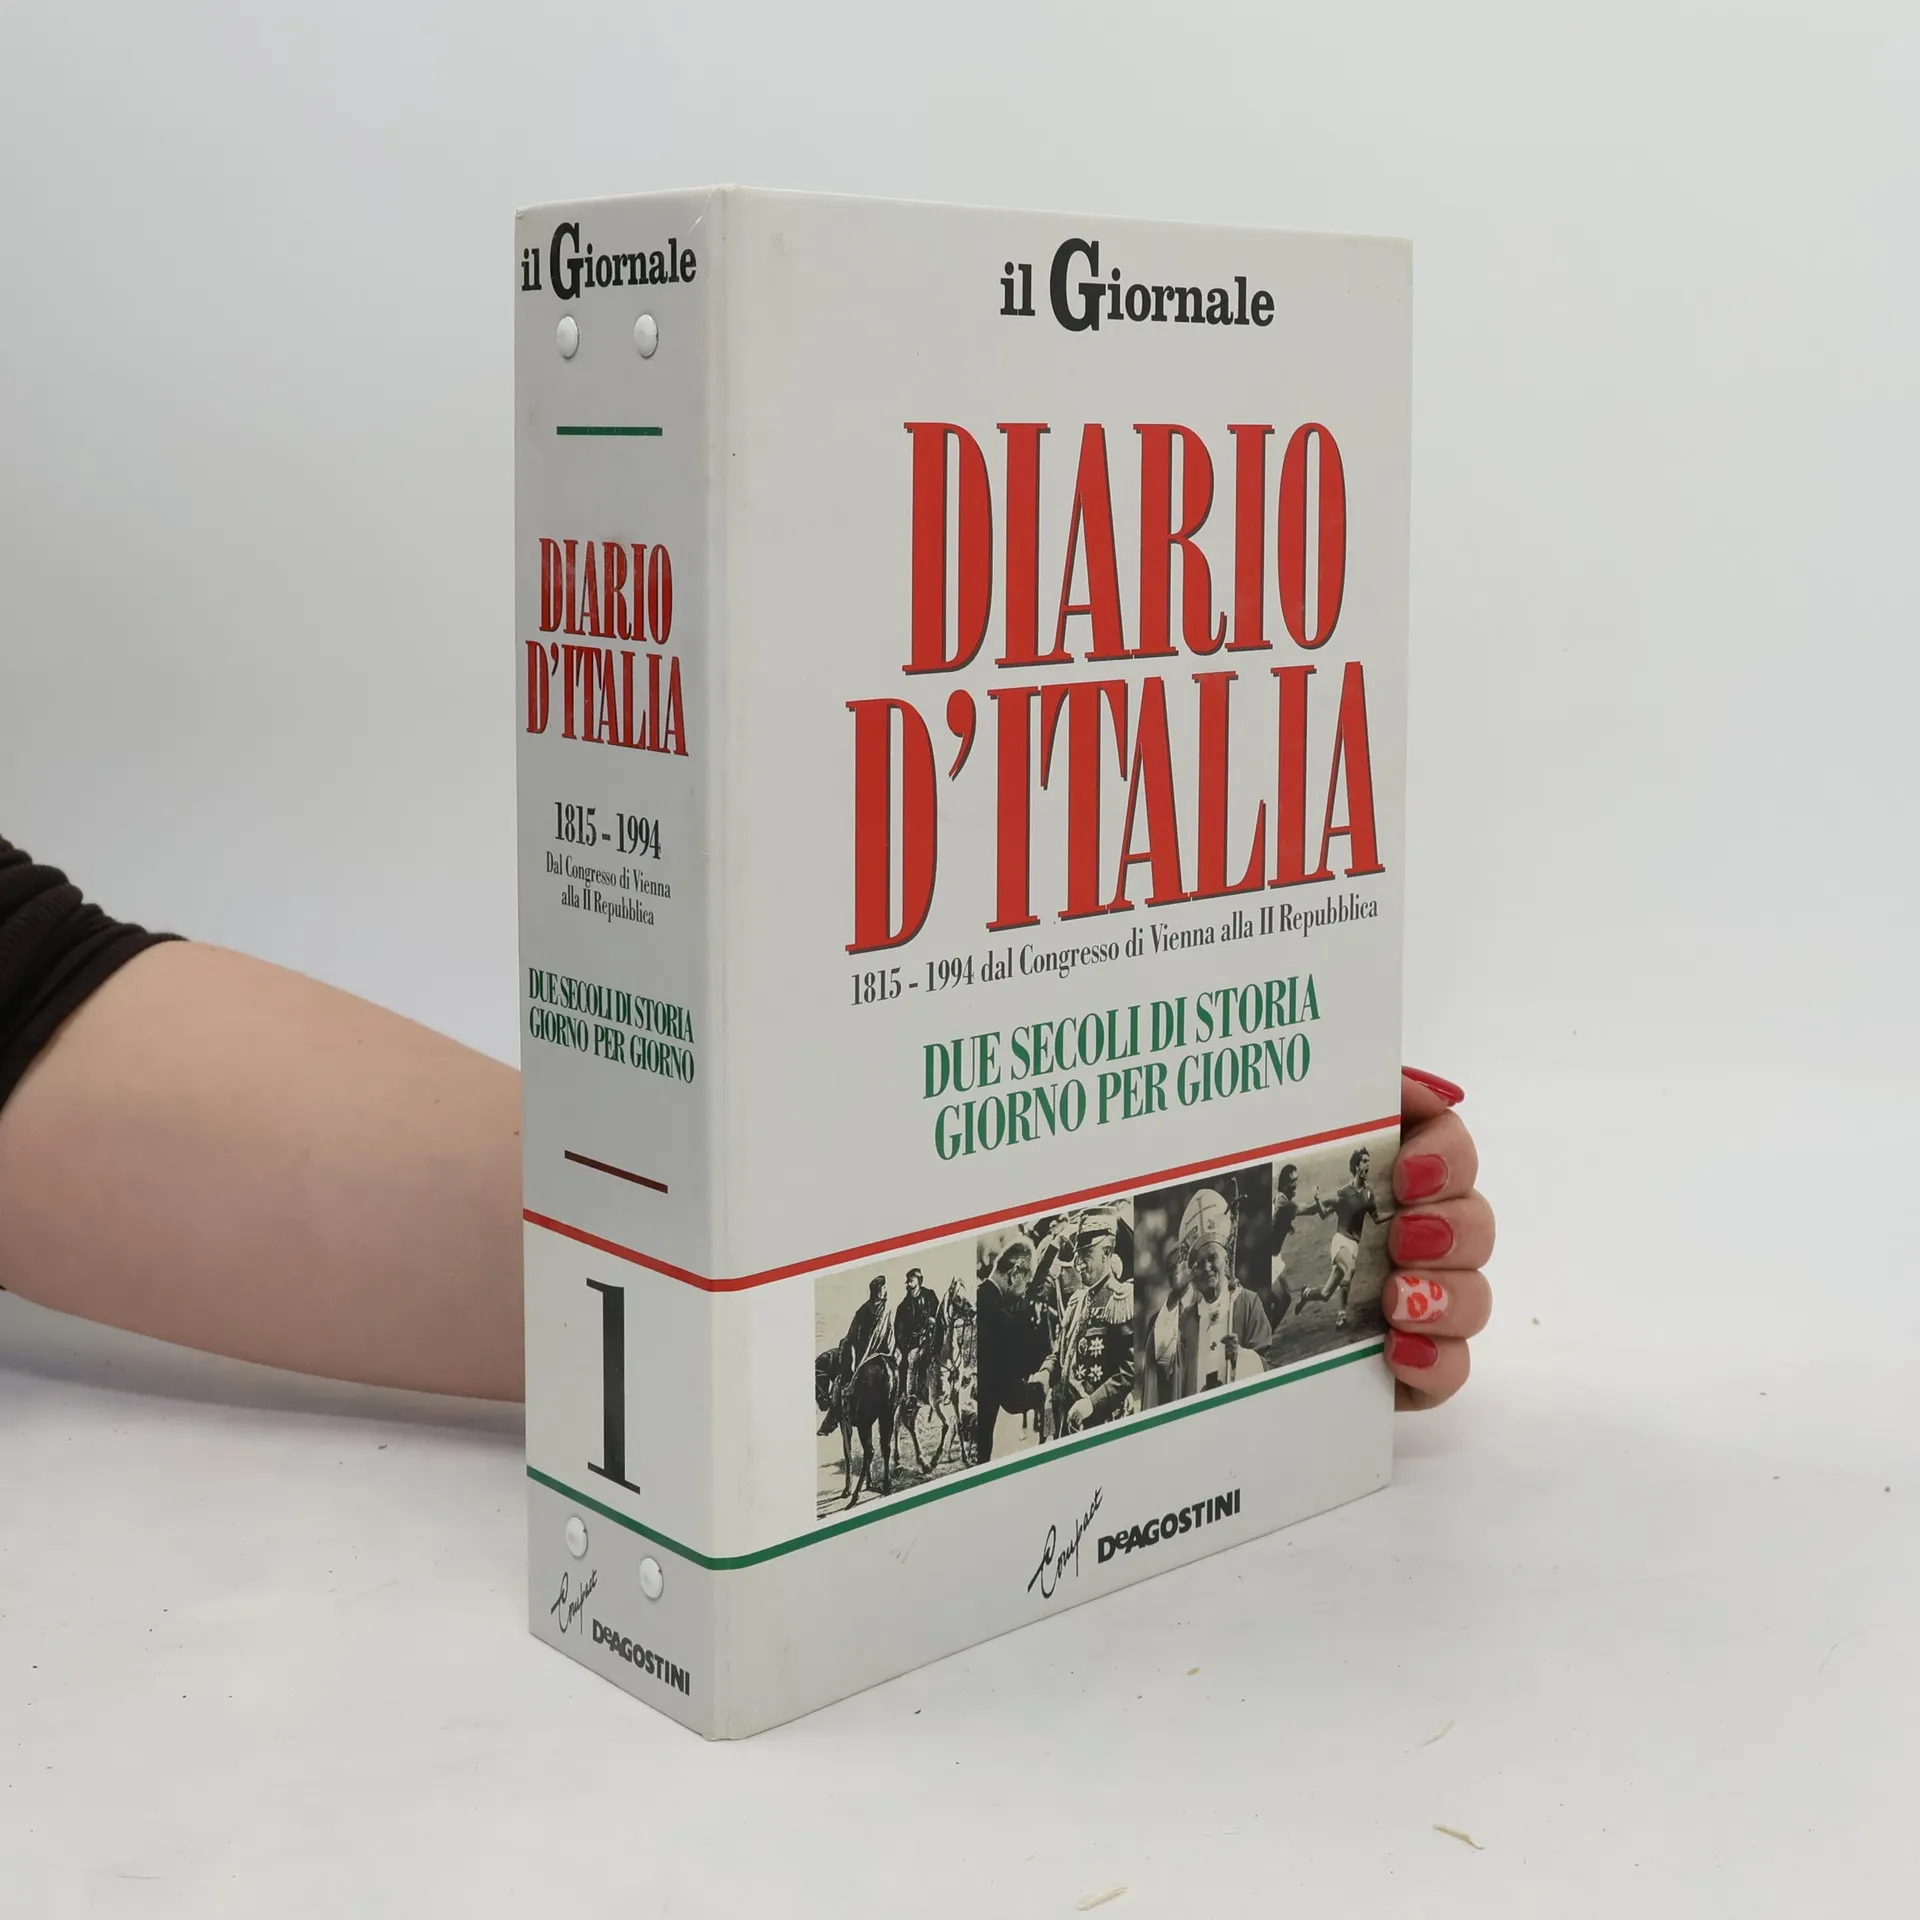 il Giornale
DIARIO
D'ITALIA
1815 - 1994
Dal Congresso di Vienna
alla II Repubblica
DUE SECOLI DI STORIA
GIORNO PER GIORNO
1
Compact
DeAGOSTINI
il Giornale
DIARIO
D'ITALIA
1815 - 1994 dal Congresso di Vienna alla II Repubblica
DUE SECOLI DI STORIA
GIORNO PER GIORNO
Compact DeAGOSTINI